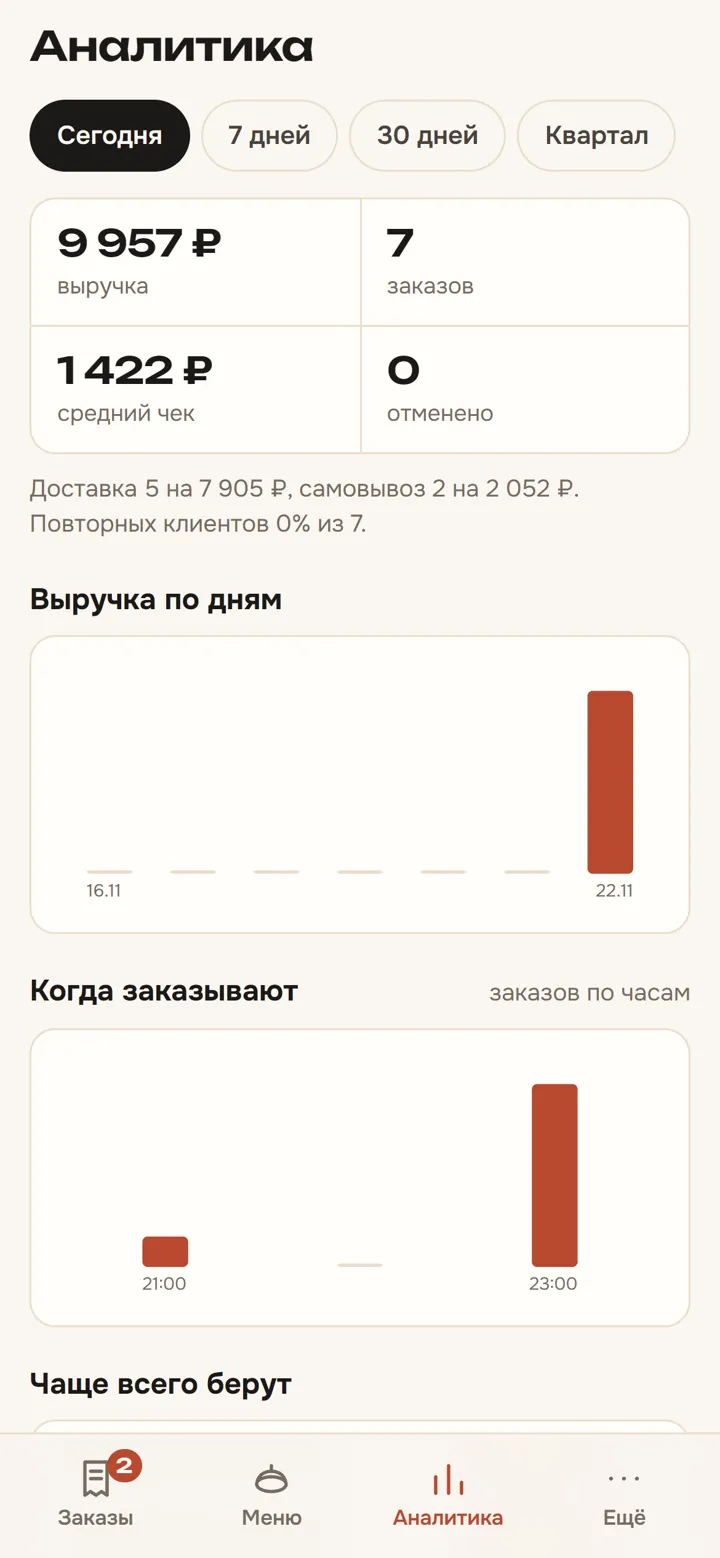 Аналитика
Сегодня 7 дней 30 дней Квартал
9 957 ₽ 7
выручка заказов
1 422 ₽ 0
средний чек отменено
Доставка 5 на 7 905 ₽, самовывоз 2 на 2 052 ₽.
Повторных клиентов 0% из 7.
Выручка по дням
16.11 22.11
Когда заказывают заказов по часам
21:00 23:00
Чаще всего берут
2
Заказы Меню Аналитика Ещё